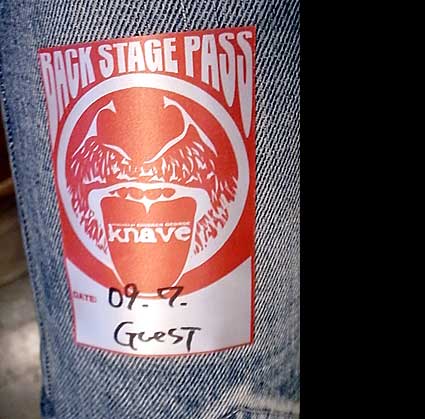 BACK STAGE PASS
knave
DATE: 09.7.
Guest